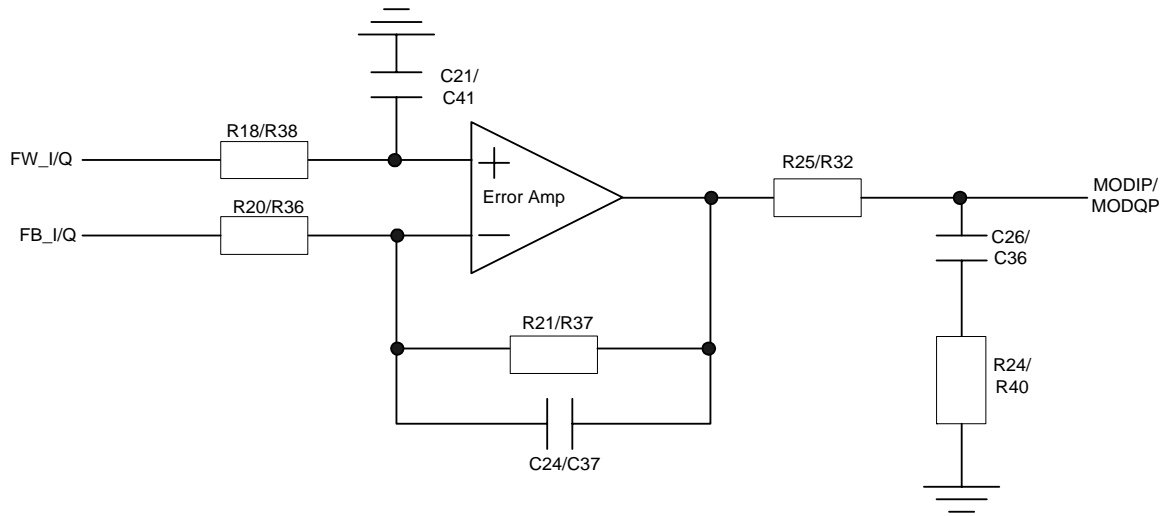 C21/
C41
R18/R38
FW_I/Q
+
Error Amp
R25/R32
MODIP/
MODQP
R20/R36
FB_I/Q
−
C26/
C36
R21/R37
R24/
R40
C24/C37